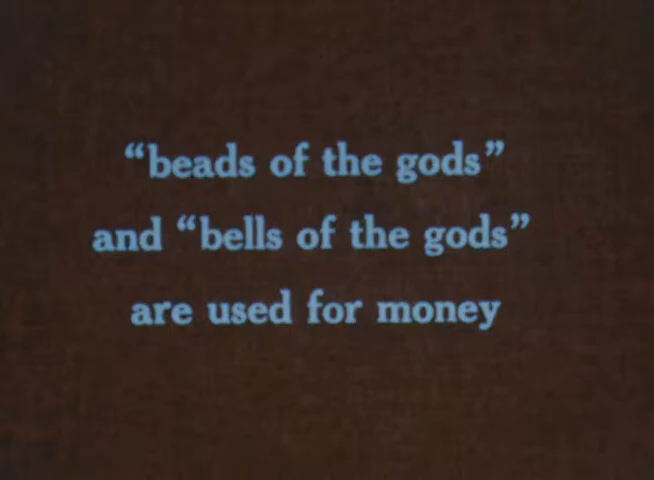 “beads of the gods”
and “bells of the gods”
are used for money